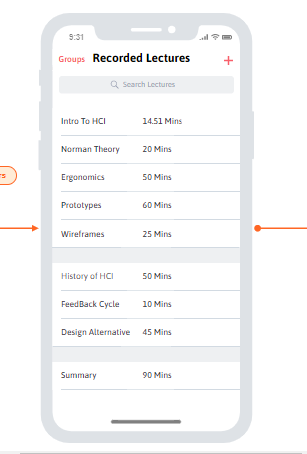 9:31
Groups Recorded Lectures +
Search Lectures
Intro To HCI 14.51 Mins
Norman Theory 20 Mins
Ergonomics 50 Mins
Prototypes 60 Mins
Wireframes 25 Mins
History of HCI 50 Mins
FeedBack Cycle 10 Mins
Design Alternative 45 Mins
Summary 90 Mins